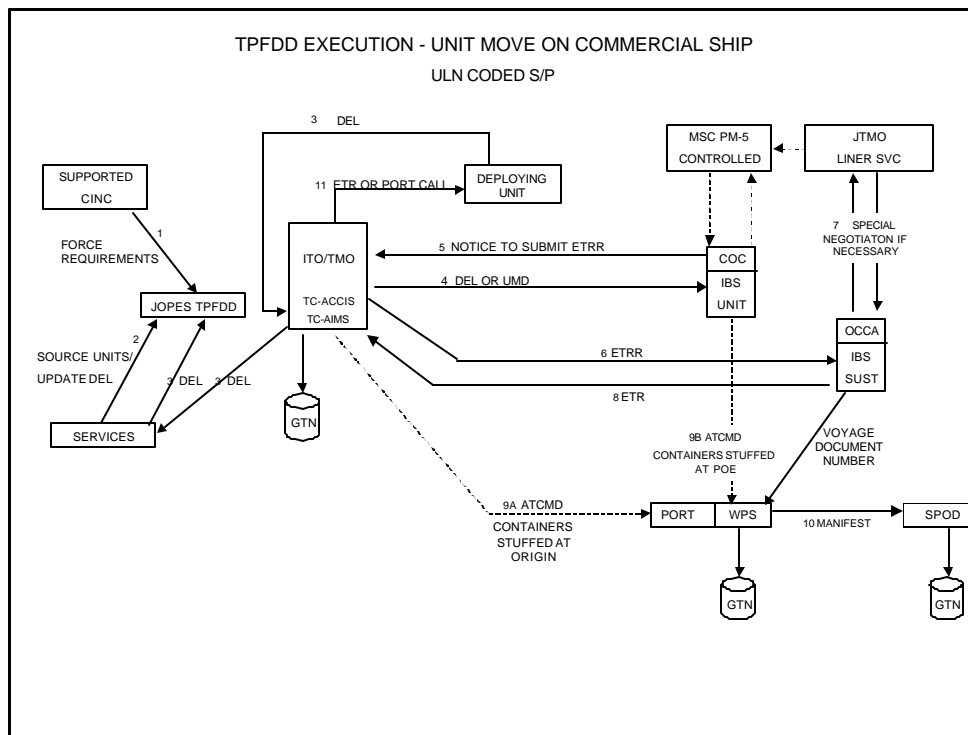 TPFDD EXECUTION - UNIT MOVE ON COMMERCIAL SHIP
ULN CODED S/P
3 DEL
MSC PM-5
CONTROLLED
JTMO
LINER SVC
SUPPORTED
CINC
DEPLOYING
UNIT
11 ETR OR PORT CALL
1
FORCE
REQUIREMENTS
ITO/TMO
TC-ACCIS
TC-AIMS
5 NOTICE TO SUBMIT ETRR
4 DEL OR UMD
COC
IBS
UNIT
7 SPECIAL
NEGOTIATON IF
NECESSARY
JOPES TPFDD
2
SOURCE UNITS/
UPDATE DEL
3 DEL
3 DEL
OCCA
IBS
SUST
6 ETRR
8 ETR
GTN
SERVICES
9B ATCMD
CONTAINERS STUFFED
AT POE
VOYAGE
DOCUMENT
NUMBER
9A ATCMD
CONTAINERS
STUFFED AT
ORIGIN
PORT
WPS
10 MANIFEST
SPOD
GTN
GTN